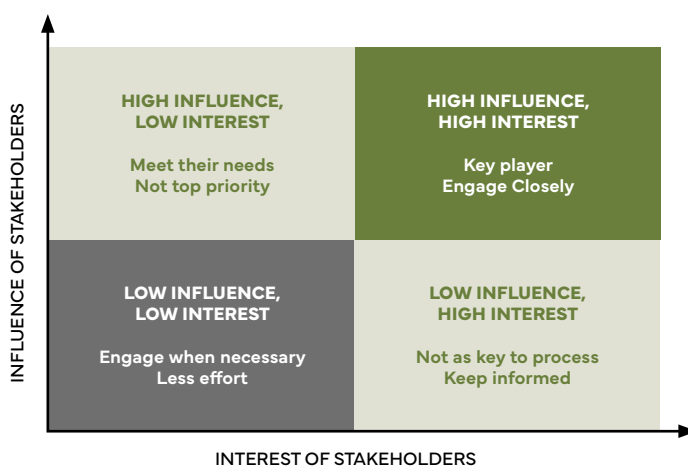 INFLUENCE OF STAKEHOLDERS
HIGH INFLUENCE,
LOW INTEREST
Meet their needs
Not top priority
HIGH INFLUENCE,
HIGH INTEREST
Key player
Engage Closely
LOW INFLUENCE,
LOW INTEREST
Engage when necessary
Less effort
LOW INFLUENCE,
HIGH INTEREST
Not as key to process
Keep informed
INTEREST OF STAKEHOLDERS